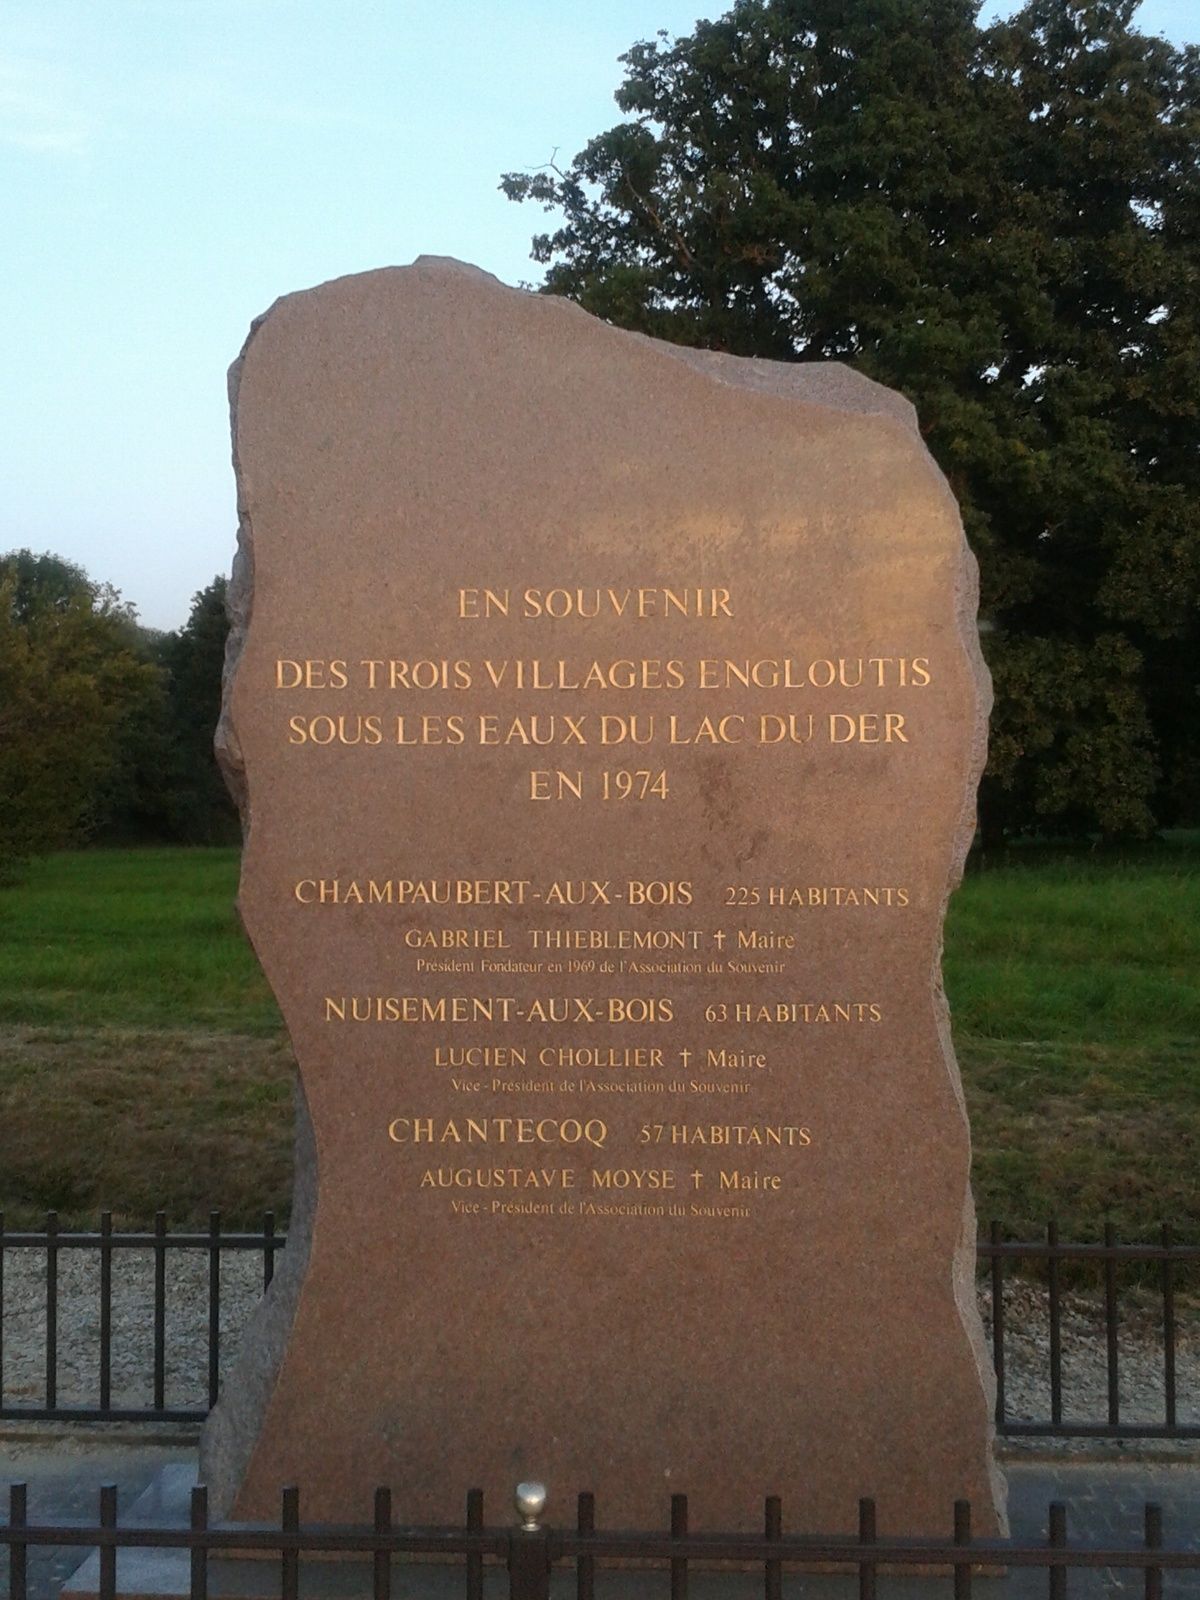 EN SOUVENIR
DES TROIS VILLAGES ENGLOUTIS
SOUS LES EAUX DU LAC DU DER
EN 1974
CHAMPAUBERT-AUX-BOIS 225 HABITANTS
GABRIEL THIEBLEMONT † Maire
Président Fondateur en 1969 de l'Association du Souvenir
NUISEMENT-AUX-BOIS 63 HABITANTS
LUCIEN CHOLLIER † Maire
Vice-Président de l'Association du Souvenir
CHANTECOQ 57 HABITANTS
AUGUSTAVE MOYSE † Maire
Vice-Président de l'Association du Souvenir